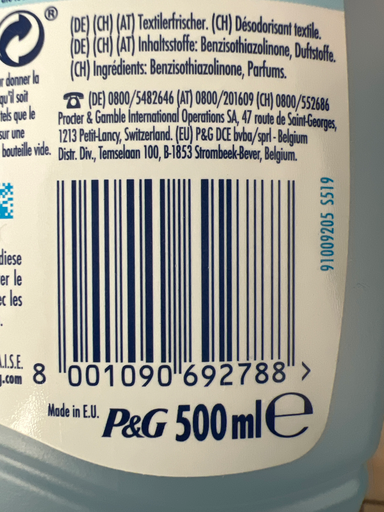 ®
(DE) (CH) (AT) Textilerfrischer. (CH) Désodorisant textile.
(DE) (CH) (AT) Inhaltsstoffe: Benzisothiazolinone, Duftstoffe.
(CH) Ingrédients: Benzisothiazolinone, Parfums.
(DE) 0800/5482646 (AT) 0800/201609 (CH) 0800/552686
Procter & Gamble International Operations SA, 47 route de Saint-Georges,
1213 Petit-Lancy, Switzerland. (EU) P&G DCE bvba/sprl - Belgium
Distr. Div., Temselaan 100, B-1853 Strombeek-Bever, Belgium.
donner la
qu'il soit
tels que le
sur une
bouteille vide.
diese
er le
les
.com
91009205 S519
8 001090 692788 >
Made in E.U. P&G 500 ml e